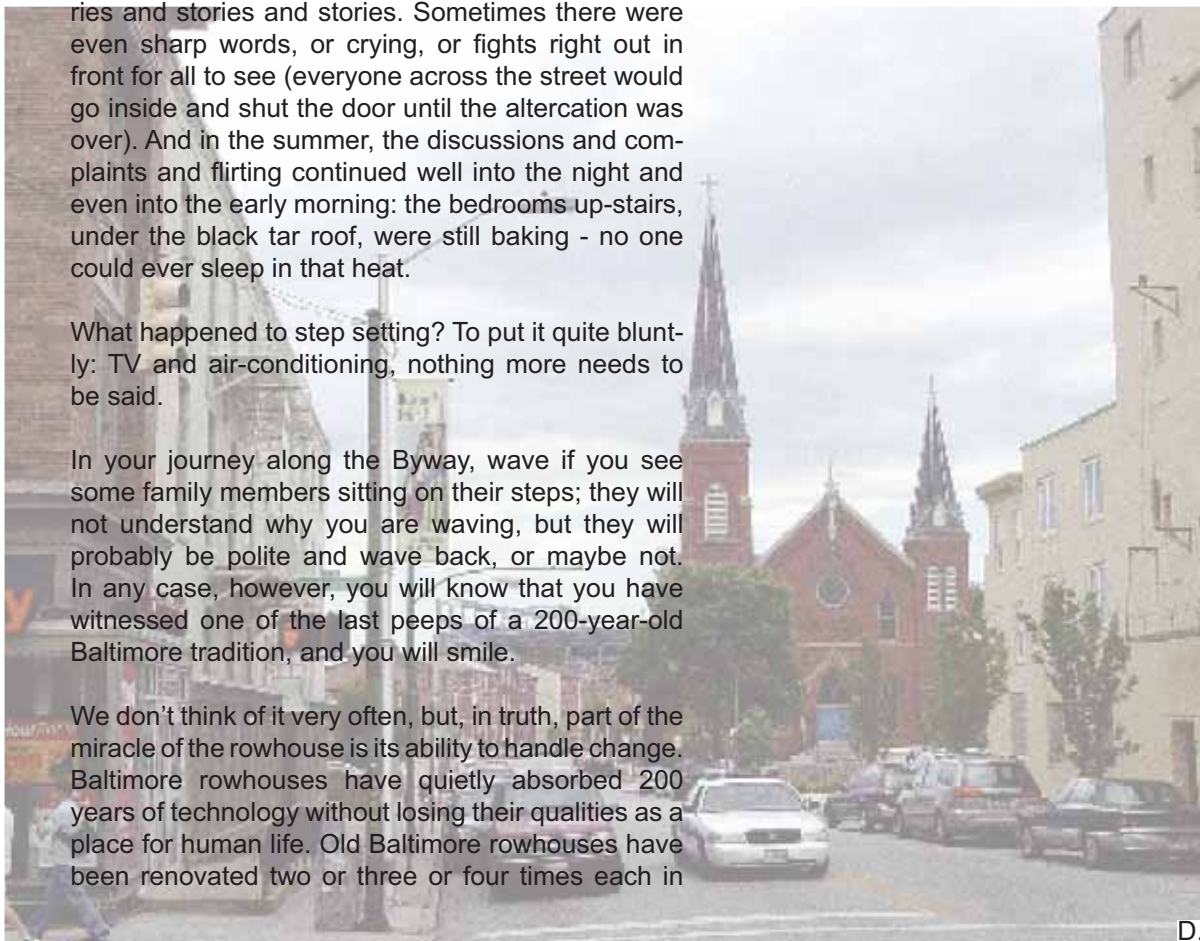 ries and stories and stories. Sometimes there were
even sharp words, or crying, or fights right out in
front for all to see (everyone across the street would
go inside and shut the door until the altercation was
over). And in the summer, the discussions and com-
plaints and flirting continued well into the night and
even into the early morning: the bedrooms up-stairs,
under the black tar roof, were still baking - no one
could ever sleep in that heat.
What happened to step setting? To put it quite blunt-
ly: TV and air-conditioning, nothing more needs to
be said.
In your journey along the Byway, wave if you see
some family members sitting on their steps; they will
not understand why you are waving, but they will
probably be polite and wave back, or maybe not.
In any case, however, you will know that you have
witnessed one of the last peeps of a 200-year-old
Baltimore tradition, and you will smile.
We don’t think of it very often, but, in truth, part of the
miracle of the rowhouse is its ability to handle change.
Baltimore rowhouses have quietly absorbed 200
years of technology without losing their qualities as a
place for human life. Old Baltimore rowhouses have
been renovated two or three or four times each in
y
D.